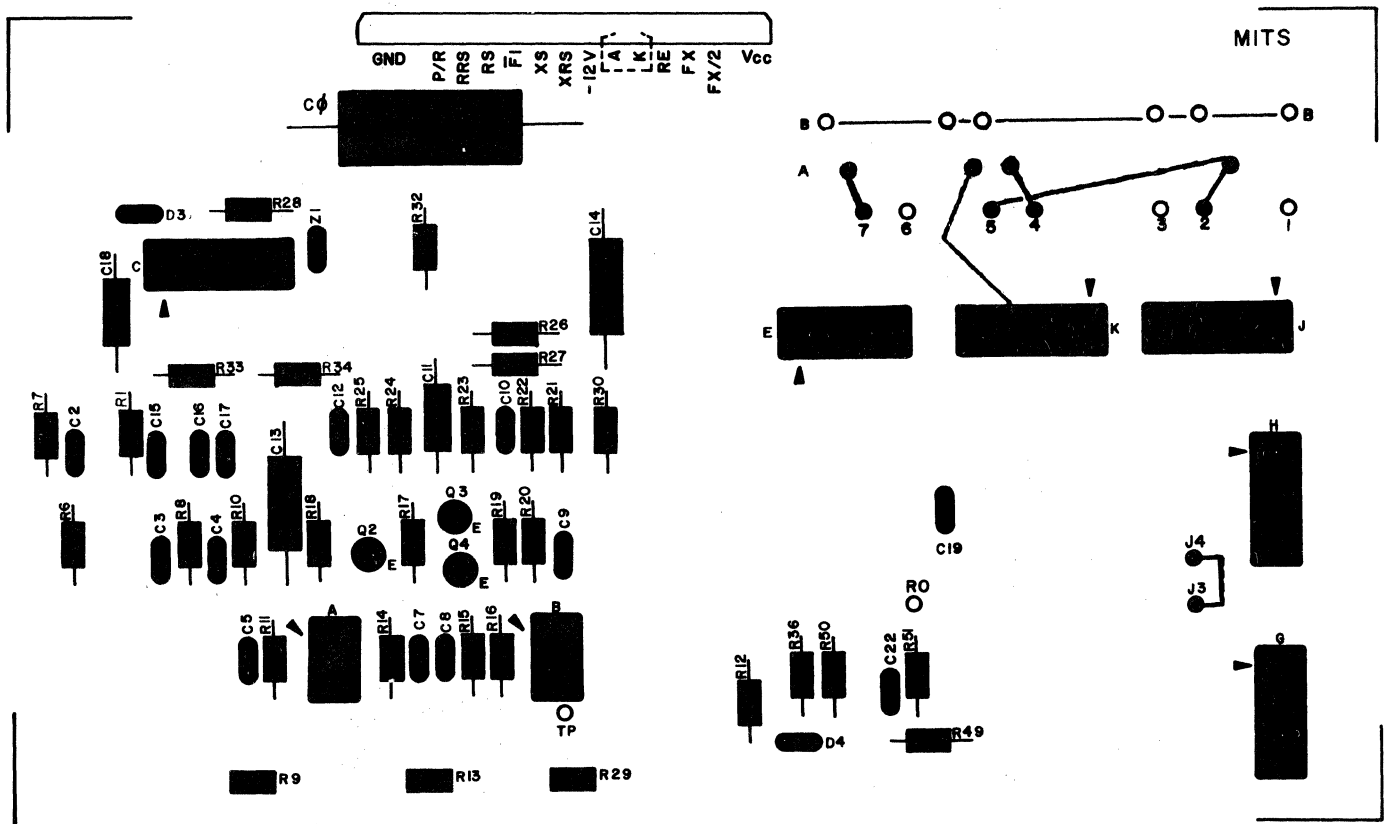 MITS
GND P/R RRS RS F1 XS XRS -12V A K RE FX FX/2 Vcc
Cϕ
B B
A
D3 R28 Z1 R32 C14
7 6 5 4 3 2 1
C18 C
R26
E K J
R27
R33 R34
C11
R7 C2 R1 C15 C16 C17 C13 C12 R25 R24 R23 C10 R22 R21 R30
H
R6 C3 R8 C4 R10 R18 Q2 E R17 Q3 E Q4 E R19 R20 C9
C19
J4
RO
J3
C5 R11 A R14 C7 C8 R15 R16 B
G
R12 R36 R50 C22 R51
TP
D4 R49
R9 R13 R29